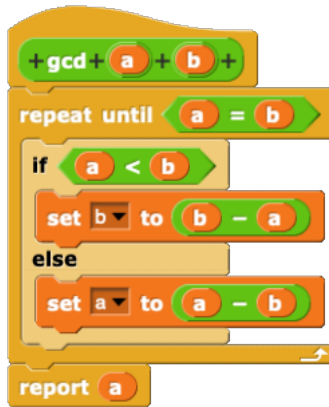 +gcd+ a + b +
repeat until a = b
if a < b
set b to b - a
else
set a to a - b
report a